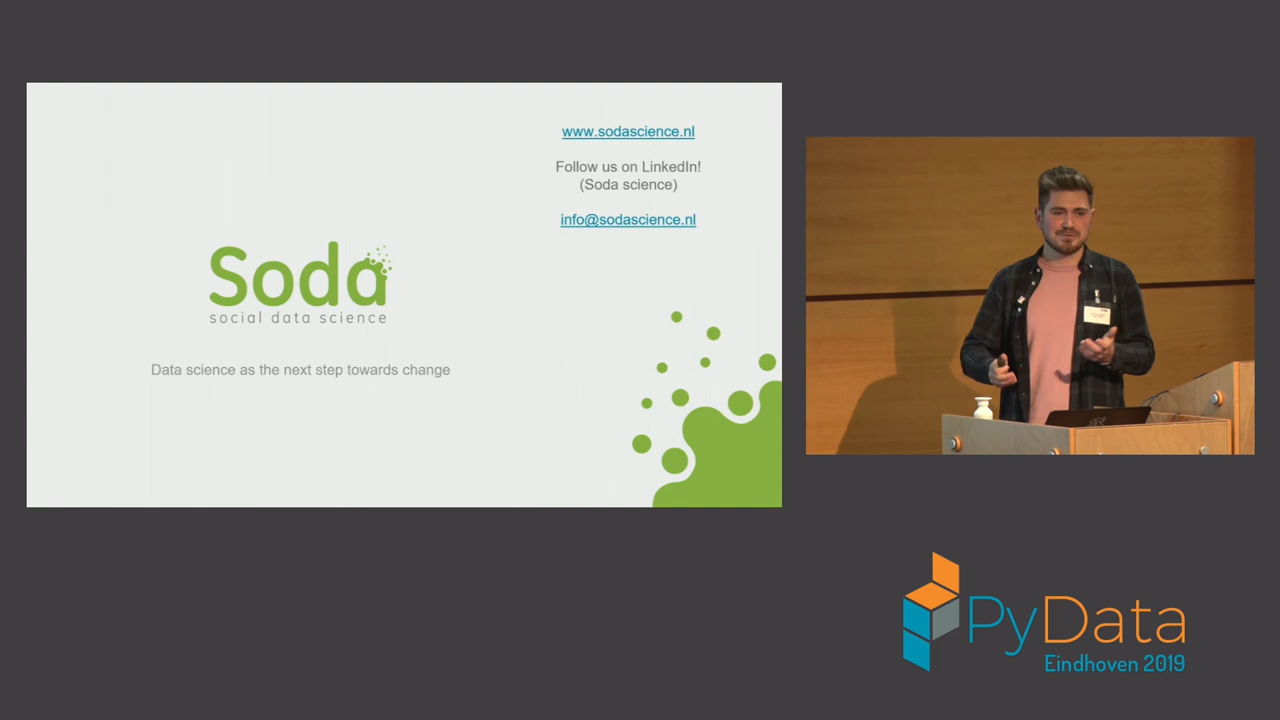 www.sodascience.nl
Follow us on LinkedIn!
(Soda science)
info@sodascience.nl
Soda
social data science
Data science as the next step towards change
PyData
Eindhoven 2019